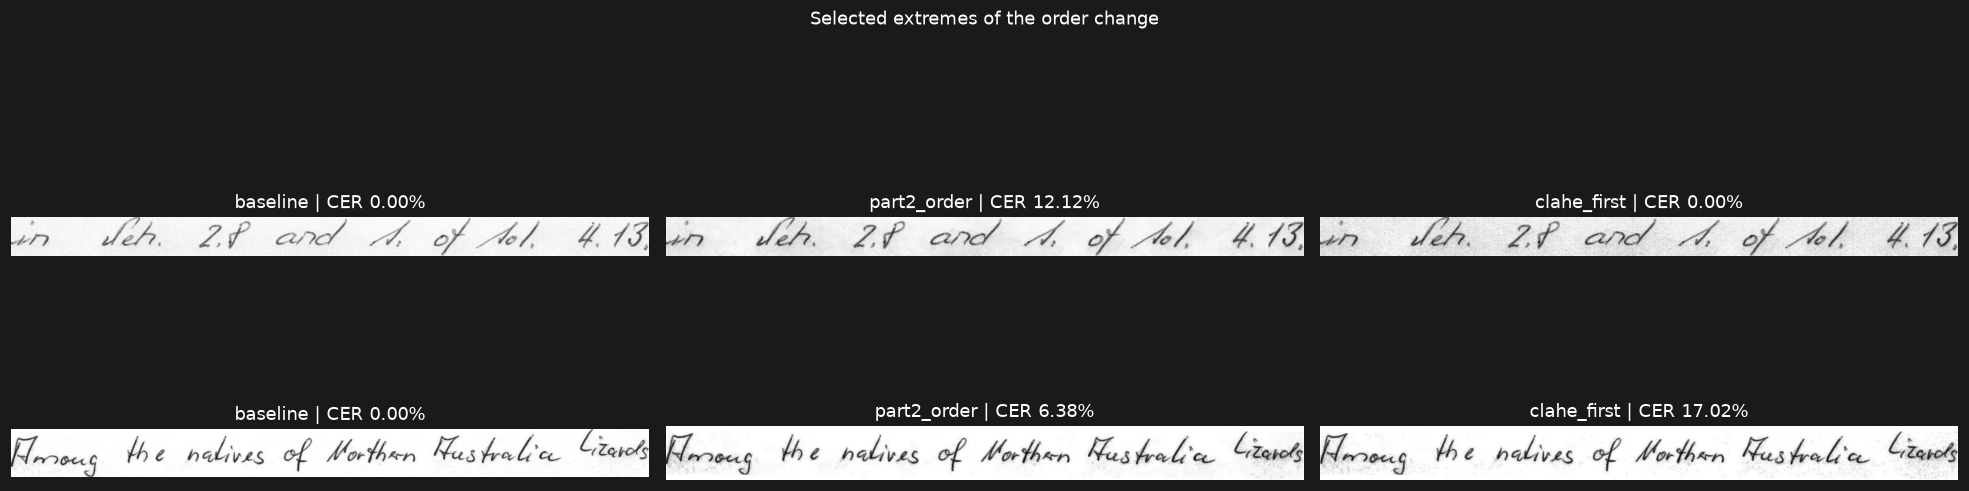 Selected extremes of the order change
baseline | CER 0.00%
part2_order | CER 12.12%
clahe_first | CER 0.00%
in Deh. 2.8 and s. of sol. 4.13.
in Deh. 2.8 and s. of sol. 4.13.
in Deh. 2.8 and s. of sol. 4.13.
baseline | CER 0.00%
part2_order | CER 6.38%
clahe_first | CER 17.02%
Among the natives of Northern Australia Lizards
Among the natives of Northern Australia Lizards
Among the natives of Northern Australia Lizards